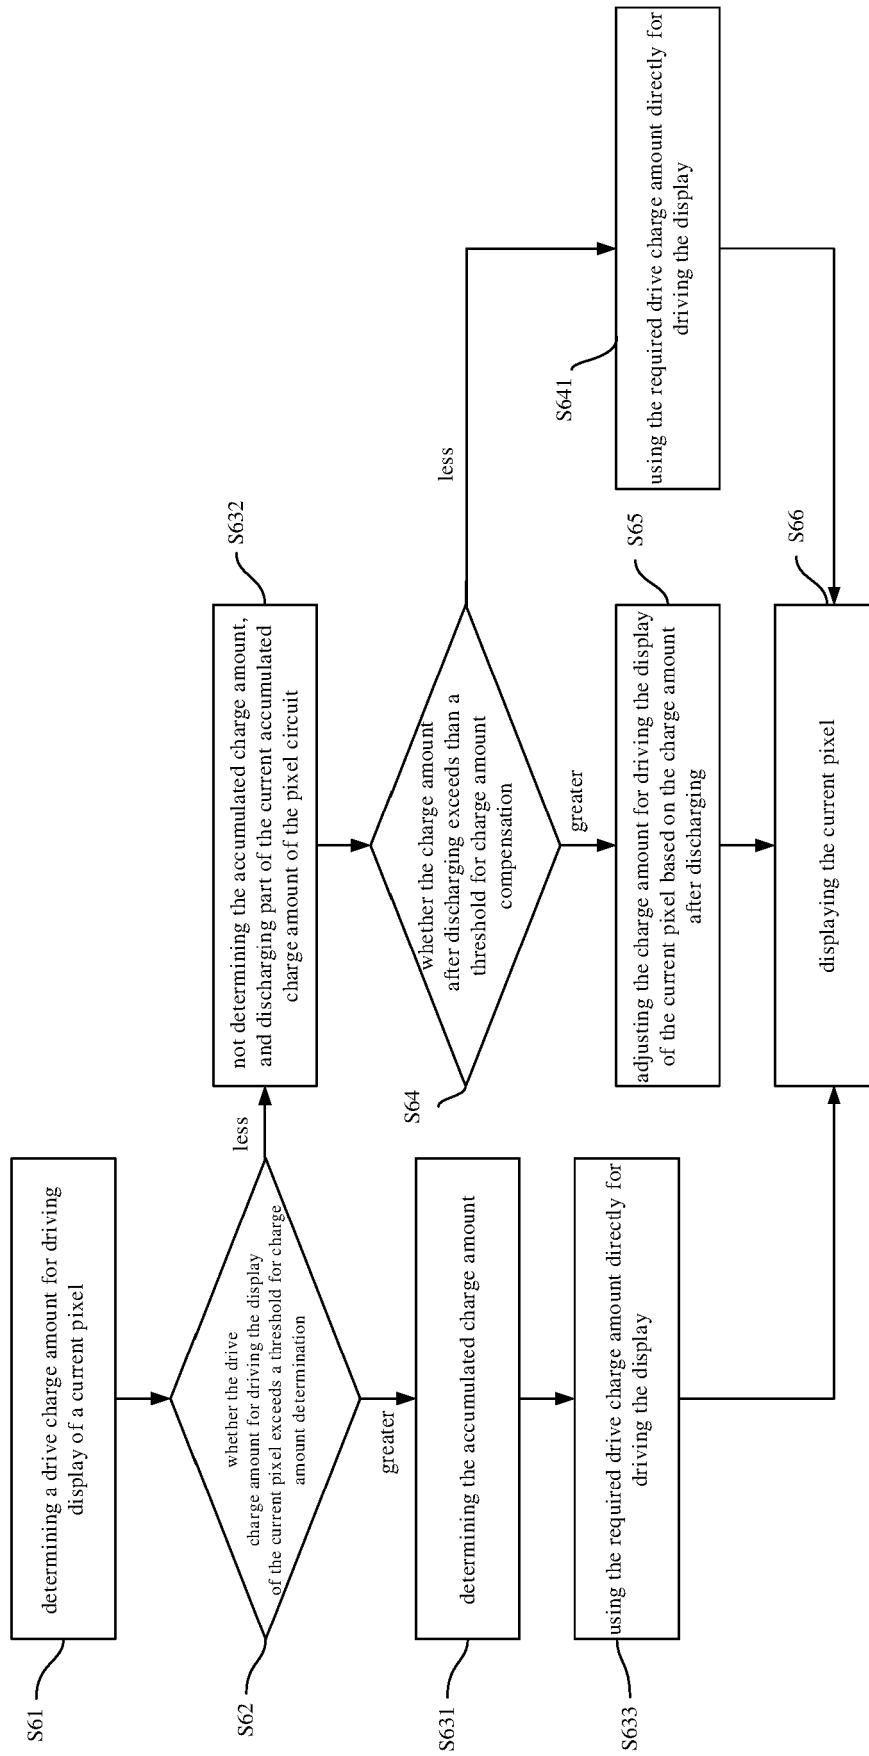 S61
determining a drive charge amount for driving
display of a current pixel
S62
whether the drive
charge amount for driving the display
of the current pixel exceeds a threshold for charge
amount determination
less
greater
S631
determining the accumulated charge amount
S633
using the required drive charge amount directly for
driving the display
S632
not determining the accumulated charge amount,
and discharging part of the current accumulated
charge amount of the pixel circuit
S64
whether the charge amount
after discharging exceeds than a
threshold for charge amount
compensation
less
greater
S65
adjusting the charge amount for driving the display
of the current pixel based on the charge amount
after discharging
S641
using the required drive charge amount directly for
driving the display
S66
displaying the current pixel